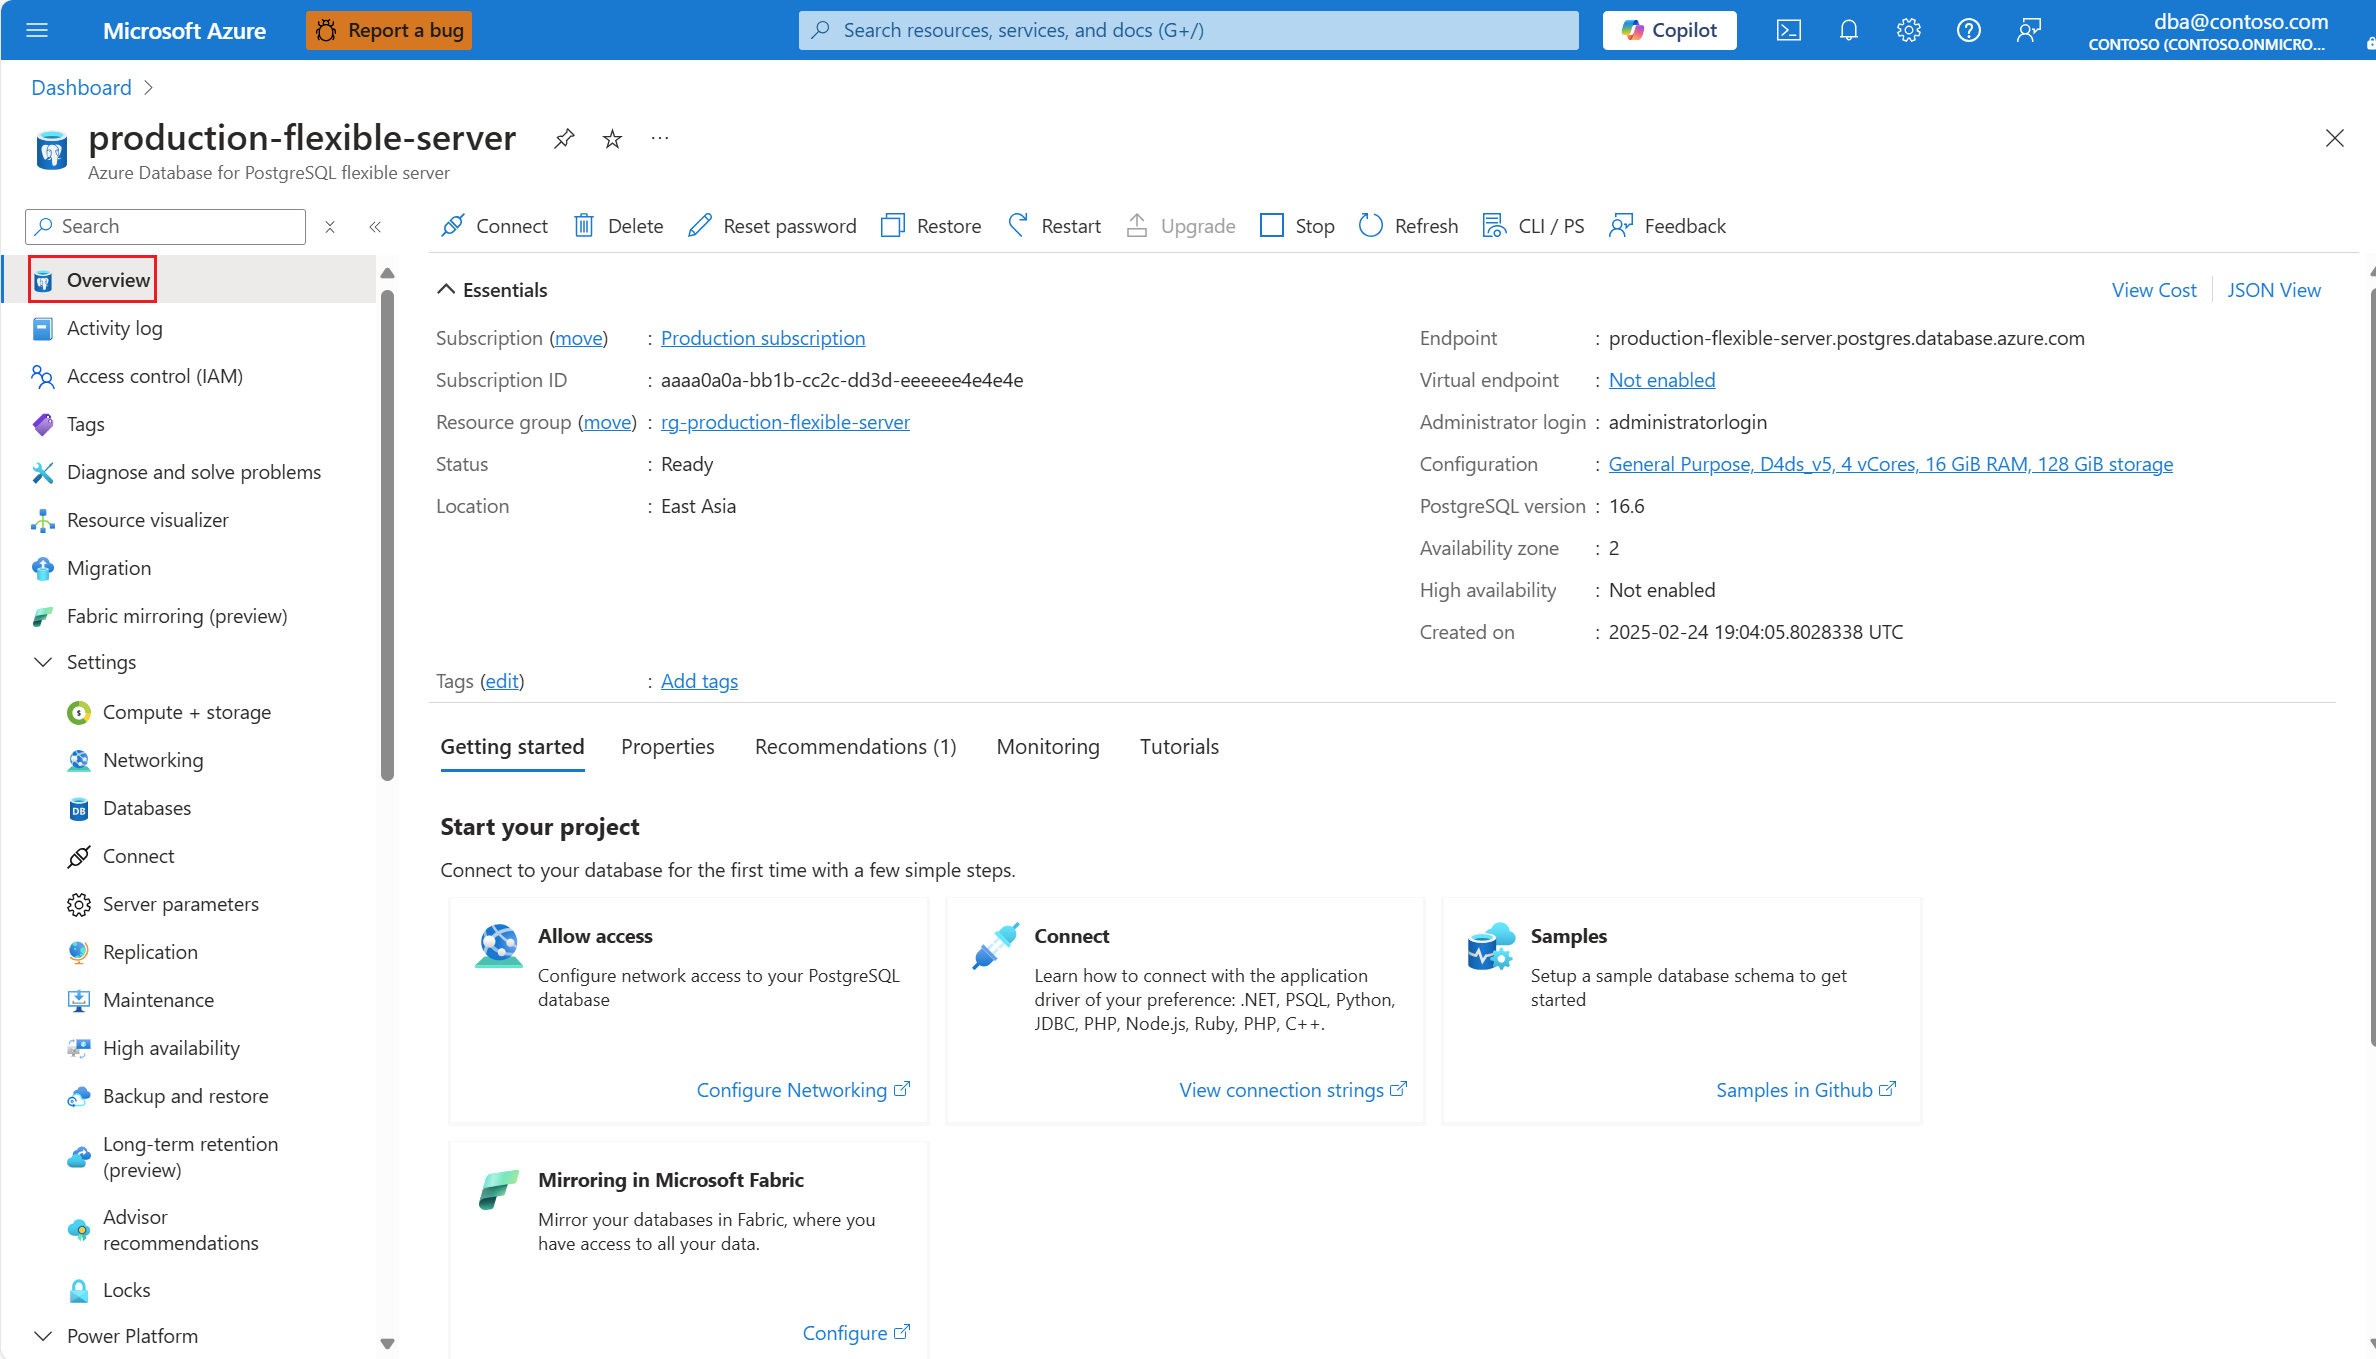 Microsoft Azure
Report a bug
Search resources, services, and docs (G+/)
Copilot
dba@contoso.com
CONTOSO (CONTOSO.ONMICRO...
Dashboard
production-flexible-server
Azure Database for PostgreSQL flexible server
Search
Connect
Delete
Reset password
Restore
Restart
Upgrade
Stop
Refresh
CLI / PS
Feedback
Overview
Activity log
Access control (IAM)
Tags
Diagnose and solve problems
Resource visualizer
Migration
Fabric mirroring (preview)
Settings
Compute + storage
Networking
Databases
Connect
Server parameters
Replication
Maintenance
High availability
Backup and restore
Long-term retention
(preview)
Advisor
recommendations
Locks
Power Platform
Essentials
View Cost
JSON View
Subscription (move) : Production subscription
Subscription ID : aaaa0a0a-bb1b-cc2c-dd3d-eeeeee4e4e4e
Resource group (move) : rg-production-flexible-server
Status : Ready
Location : East Asia
Endpoint : production-flexible-server.postgres.database.azure.com
Virtual endpoint : Not enabled
Administrator login : administratorlogin
Configuration : General Purpose, D4ds_v5, 4 vCores, 16 GiB RAM, 128 GiB storage
PostgreSQL version : 16.6
Availability zone : 2
High availability : Not enabled
Created on : 2025-02-24 19:04:05.8028338 UTC
Tags (edit) : Add tags
Getting started
Properties
Recommendations (1)
Monitoring
Tutorials
Start your project
Connect to your database for the first time with a few simple steps.
Allow access
Configure network access to your PostgreSQL
database
Configure Networking
Connect
Learn how to connect with the application
driver of your preference: .NET, PSQL, Python,
JDBC, PHP, Node.js, Ruby, PHP, C++.
View connection strings
Samples
Setup a sample database schema to get
started
Samples in Github
Mirroring in Microsoft Fabric
Mirror your databases in Fabric, where you
have access to all your data.
Configure